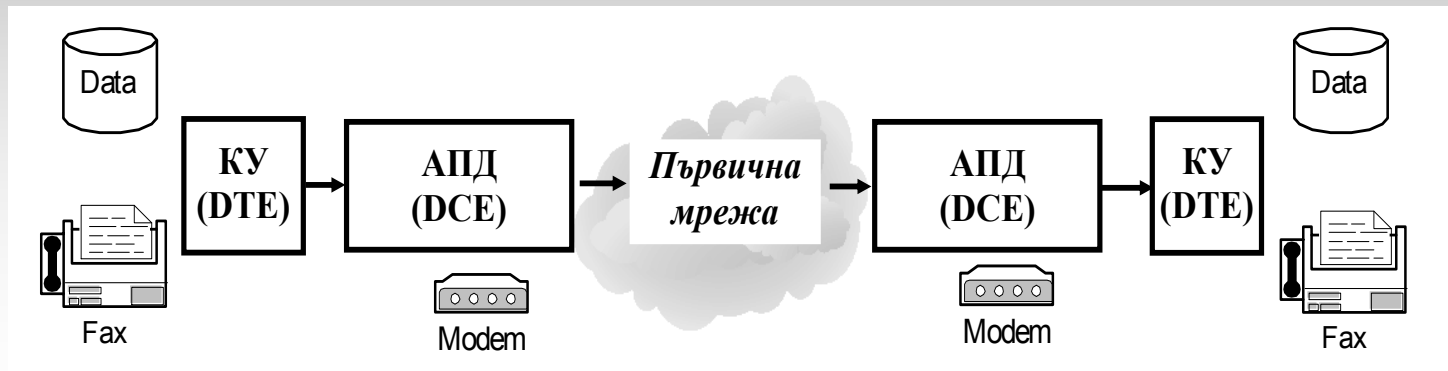 Data
Data
КУ
(DTE)
АПД
(DCE)
Първична
мрежа
АПД
(DCE)
КУ
(DTE)
Fax
Modem
Modem
Fax